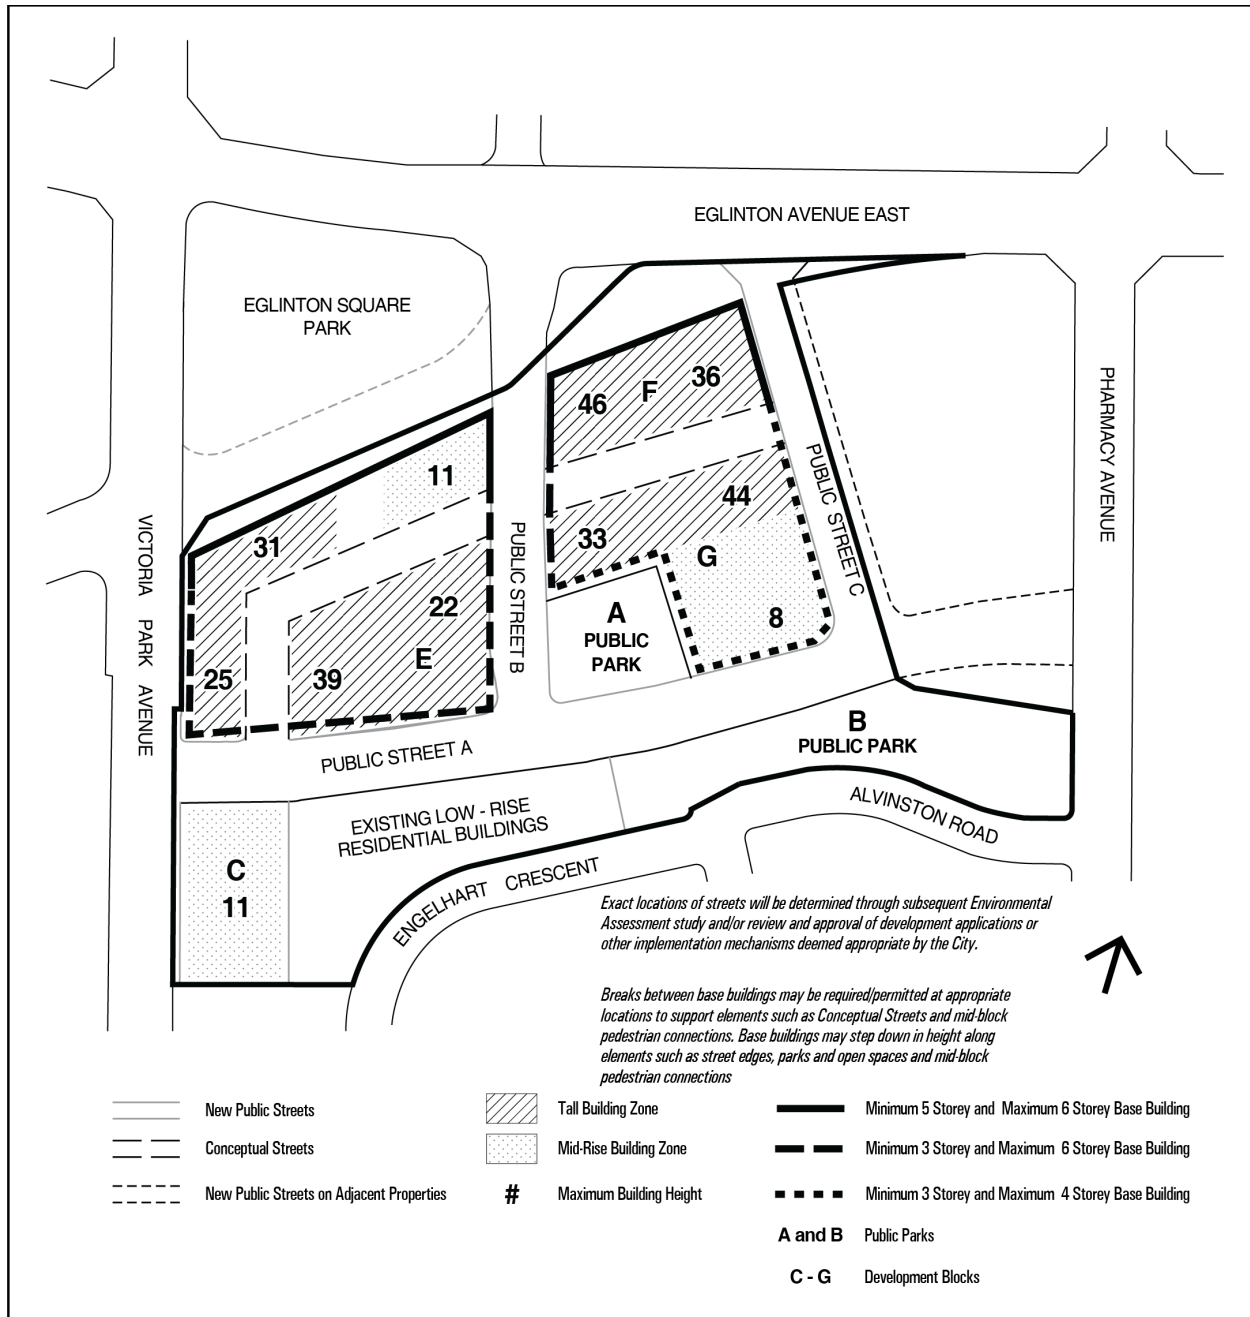 EGLINTON AVENUE EAST
EGLINTON SQUARE
PARK
46
F
36
11
31
33
44
G
8
22
E
25
39
A
PUBLIC
PARK
VICTORIA PARK AVENUE
PUBLIC STREET B
PUBLIC STREET C
PHARMACY AVENUE
PUBLIC STREET A
B
PUBLIC PARK
EXISTING LOW - RISE
RESIDENTIAL BUILDINGS
ALVINSTON ROAD
C
11
ENGELHART CRESCENT
Exact locations of streets will be determined through subsequent Environmental
Assessment study and/or review and approval of development applications or
other implementation mechanisms deemed appropriate by the City.
Breaks between base buildings may be required/permitted at appropriate
locations to support elements such as Conceptual Streets and mid-block
pedestrian connections. Base buildings may step down in height along
elements such as street edges, parks and open spaces and mid-block
pedestrian connections
New Public Streets
Conceptual Streets
New Public Streets on Adjacent Properties
Tall Building Zone
Mid-Rise Building Zone
# Maximum Building Height
Minimum 5 Storey and Maximum 6 Storey Base Building
Minimum 3 Storey and Maximum 6 Storey Base Building
Minimum 3 Storey and Maximum 4 Storey Base Building
A and B Public Parks
C - G Development Blocks